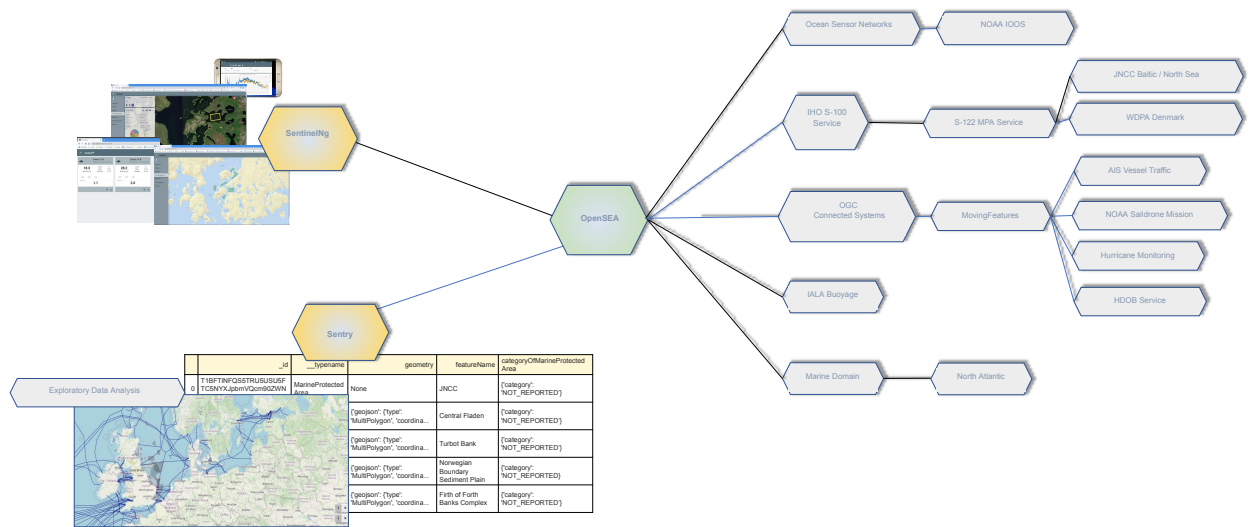 Ocean Sensor Networks
NOAA IOOS
JNCC Baltic / North Sea
IHO S-100
Service
S-122 MPA Service
WDPA Denmark
SentinelNg
AIS Vessel Traffic
OpenSEA
OGC
Connected Systems
MovingFeatures
NOAA Saildrone Mission
Hurricane Monitoring
IALA Buoyage
HDOB Service
Sentry
Marine Domain
North Atlantic
Exploratory Data Analysis
_id
__typename
geometry
featureName
categoryOfMarineProtected
Area
0
T1BFTlNFQS5TRU5USU5F
TC5NYXJpbmVQcm90ZWN
MarineProtected
Area
None
JNCC
{'category':
'NOT_REPORTED'}
{'geojson': {'type':
'MultiPolygon', 'coordina...
Central Fladen
{'category':
'NOT_REPORTED'}
{'geojson': {'type':
'MultiPolygon', 'coordina...
Turbot Bank
{'category':
'NOT_REPORTED'}
{'geojson': {'type':
'MultiPolygon', 'coordina...
Norwegian
Boundary
Sediment Plain
{'category':
'NOT_REPORTED}
{'geojson': {'type':
'MultiPolygon', 'coordina...
Firth of Forth
Banks Complex
{'category':
'NOT_REPORTED'}